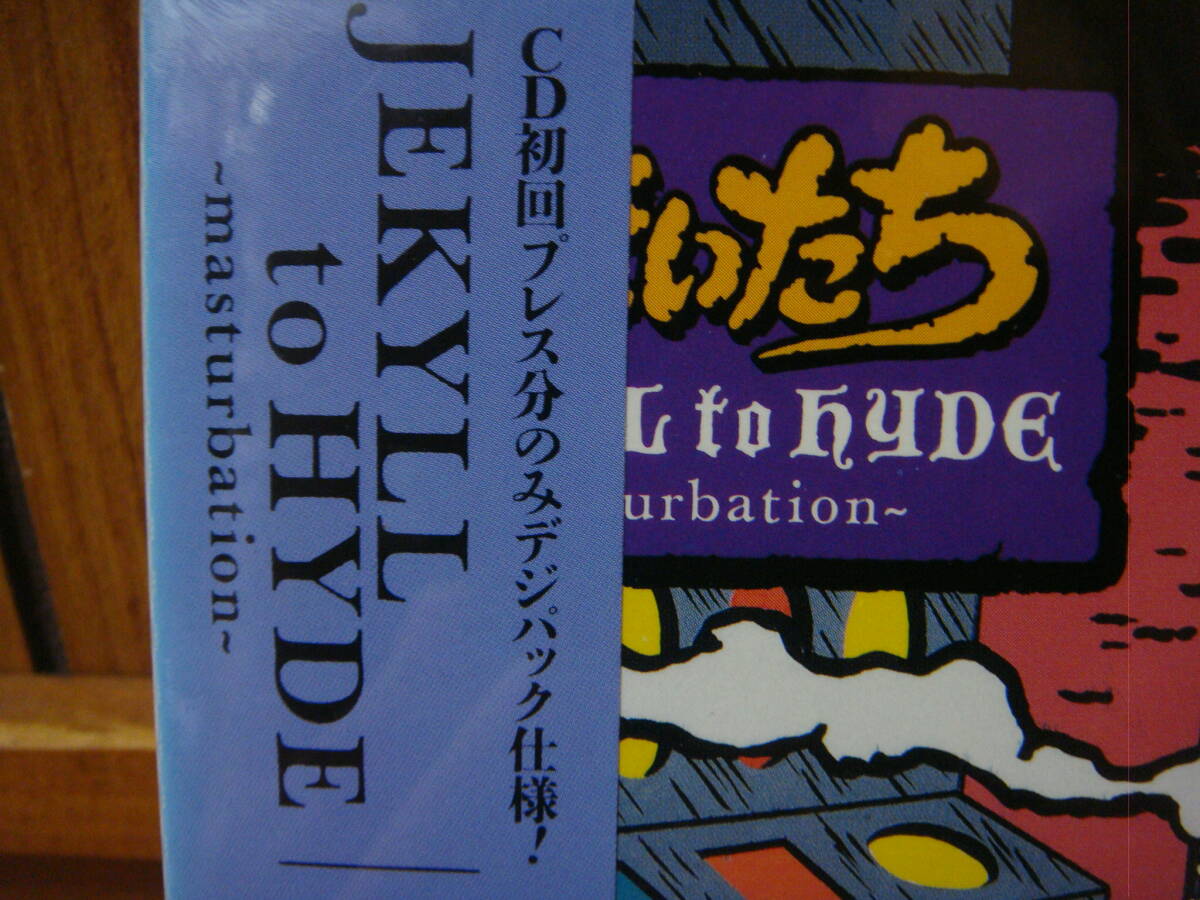 CD初回プレス分のみデジパック仕様!
JEKYLL
to HYDE
~masturbation~
いたち
L to HYDE
urbation~